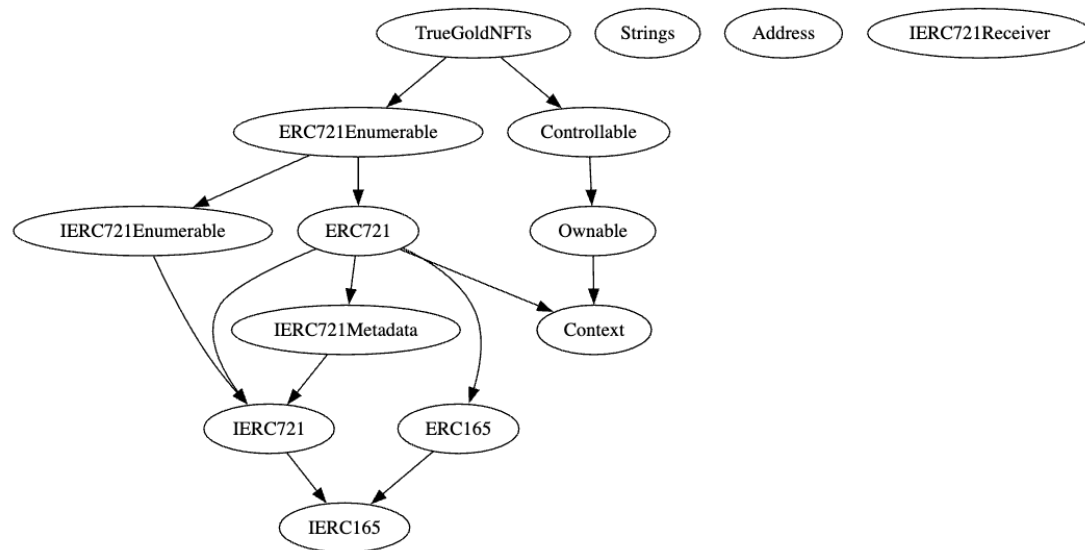 TrueGoldNFTs
Strings
Address
IERC721Receiver
ERC721Enumerable
Controllable
IERC721Enumerable
ERC721
Ownable
IERC721Metadata
Context
IERC721
ERC165
IERC165